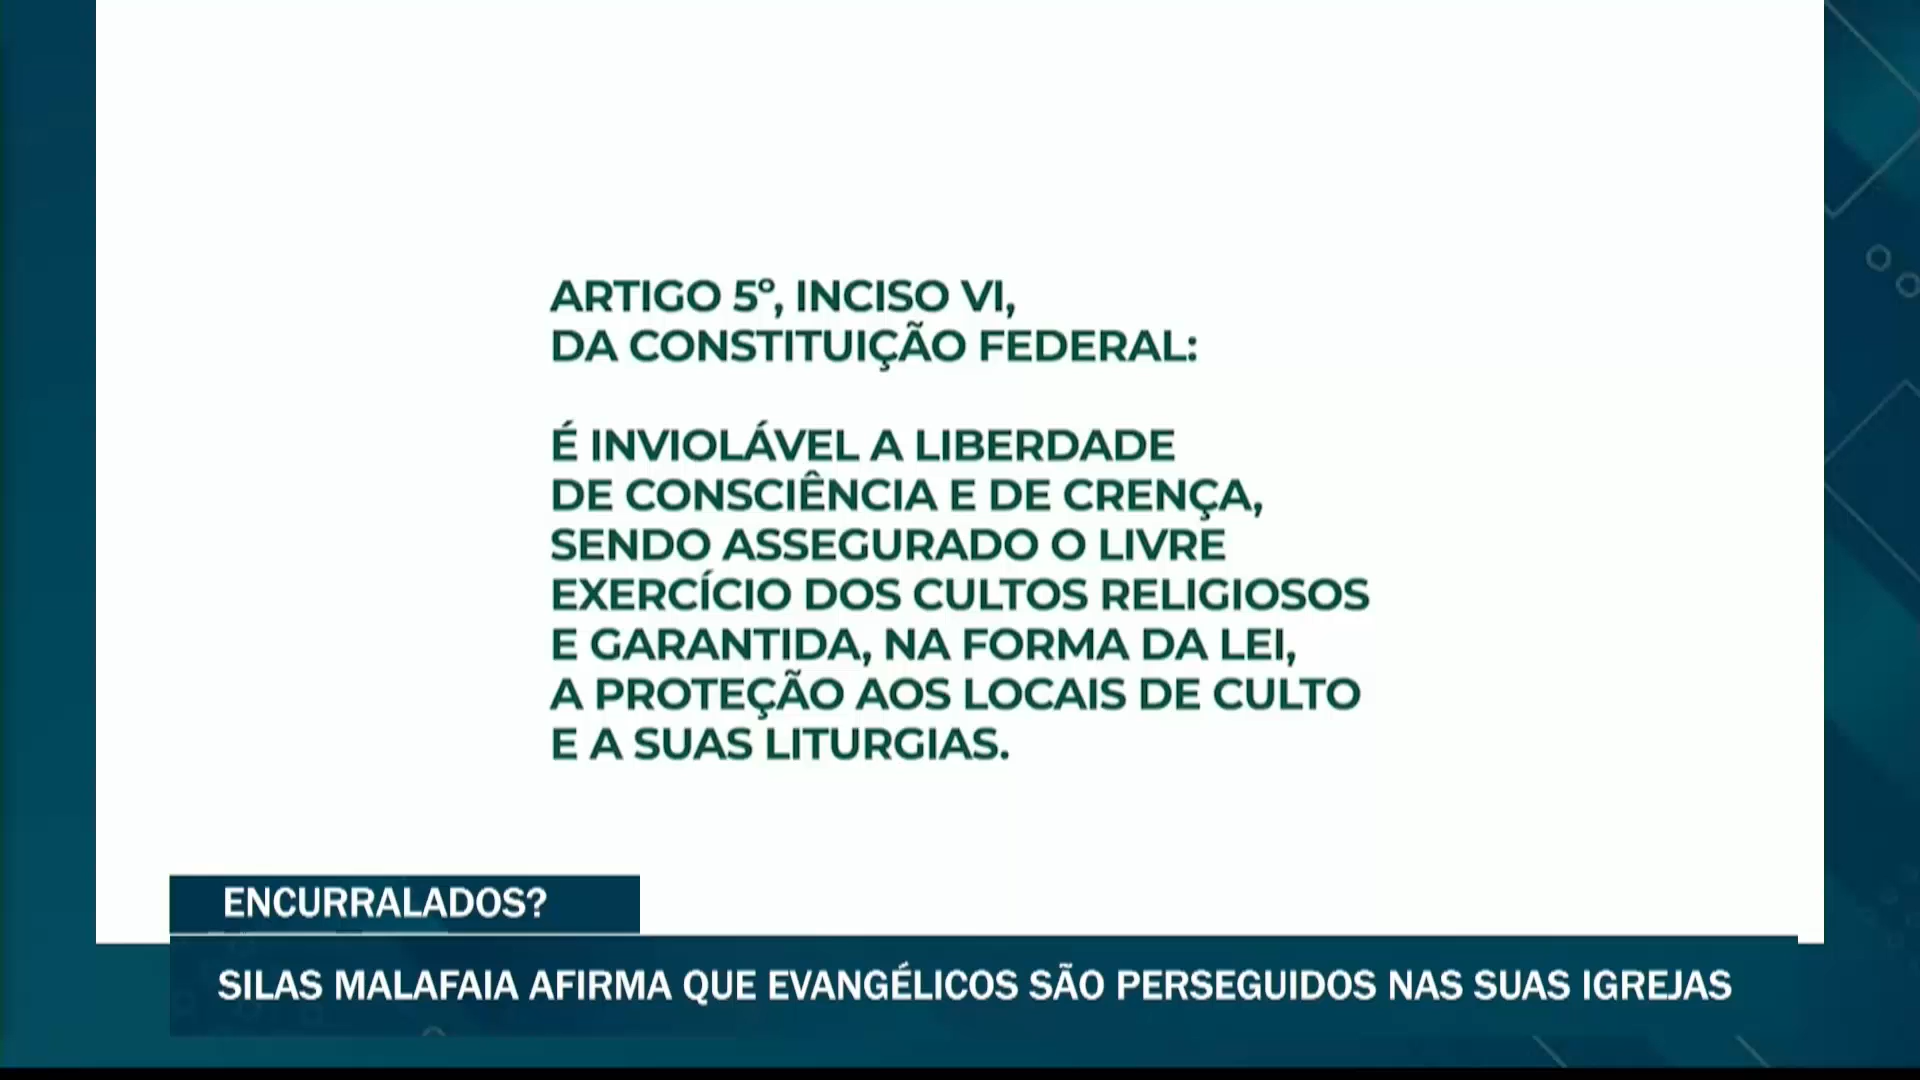 ARTIGO 5º, INCISO VI,
DA CONSTITUIÇÃO FEDERAL:
É INVIOLÁVEL A LIBERDADE
DE CONSCIÊNCIA E DE CRENÇA,
SENDO ASSEGURADO O LIVRE
EXERCÍCIO DOS CULTOS RELIGIOSOS
E GARANTIDA, NA FORMA DA LEI,
A PROTEÇÃO AOS LOCAIS DE CULTO
E A SUAS LITURGIAS.
ENCURRALADOS?
SILAS MALAFAIA AFIRMA QUE EVANGÉLICOS SÃO PERSEGUIDOS NAS SUAS IGREJAS